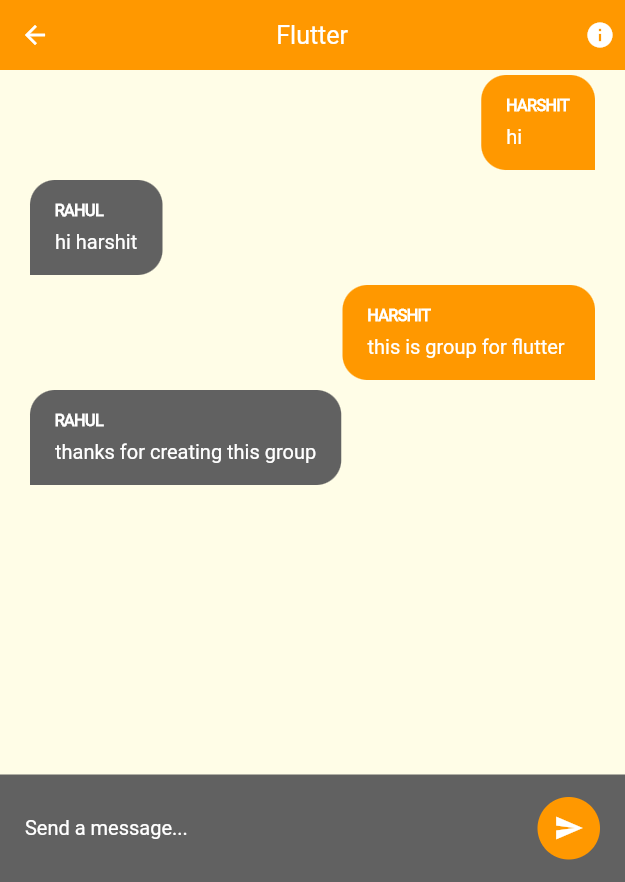 Flutter
HARSHIT
hi
RAHUL
hi harshit
HARSHIT
this is group for flutter
RAHUL
thanks for creating this group
Send a message...